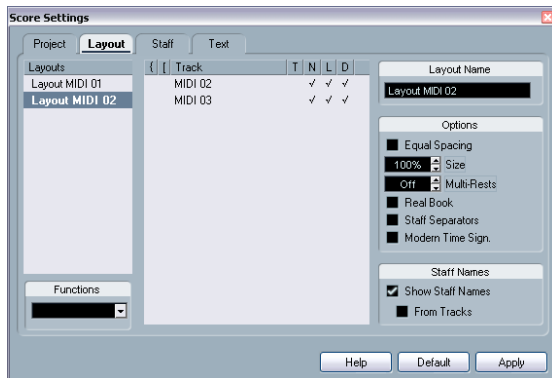 Score Settings
Project Layout Staff Text
Layouts
Layout MIDI 01
Layout MIDI 02
Functions
{ [ Track T N L D
MIDI 02 √ √ √
MIDI 03 √ √ √
Layout Name
Layout MIDI 02
Options
Equal Spacing
100% Size
Off Multi-Rests
Real Book
Staff Separators
Modern Time Sign.
Staff Names
Show Staff Names
From Tracks
Help Default Apply